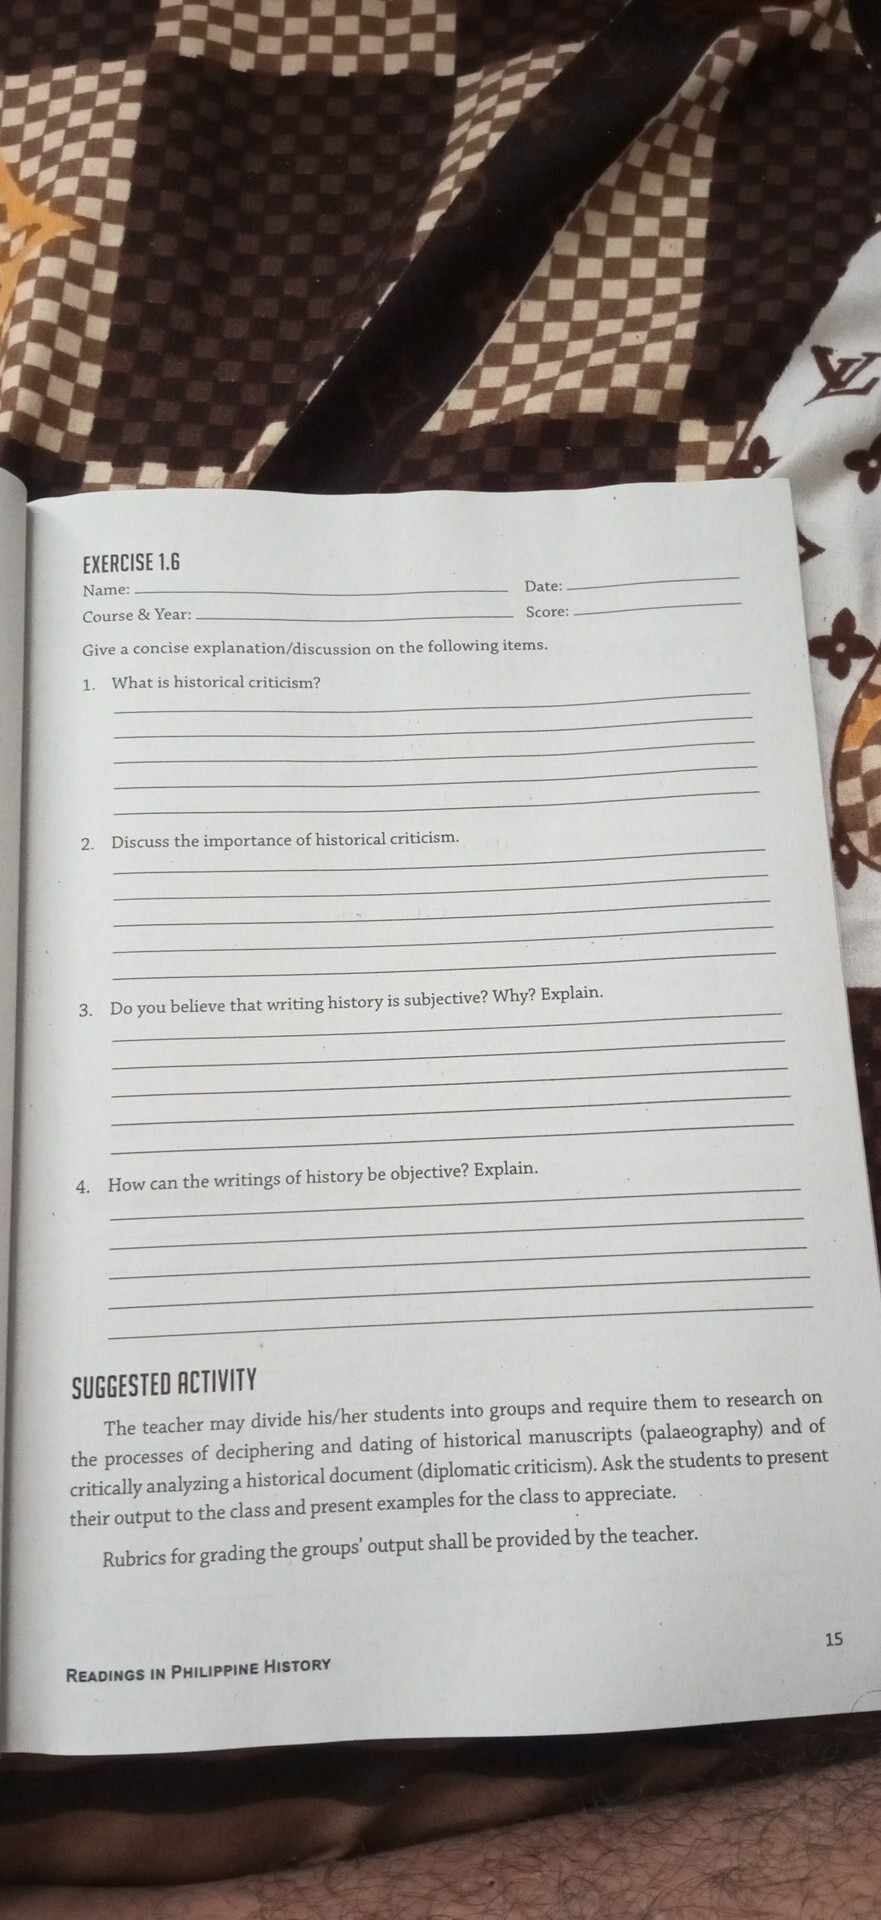 EXERCISE 1.6
Name: Date:
Course & Year: Score:
Give a concise explanation/discussion on the following items.
1. What is historical criticism?
2. Discuss the importance of historical criticism.
3. Do you believe that writing history is subjective? Why? Explain.
4. How can the writings of history be objective? Explain.
SUGGESTED ACTIVITY
The teacher may divide his/her students into groups and require them to research on
the processes of deciphering and dating of historical manuscripts (palaeography) and of
critically analyzing a historical document (diplomatic criticism). Ask the students to present
their output to the class and present examples for the class to appreciate.
Rubrics for grading the groups' output shall be provided by the teacher.
15
READINGS IN PHILIPPINE HISTORY
LV